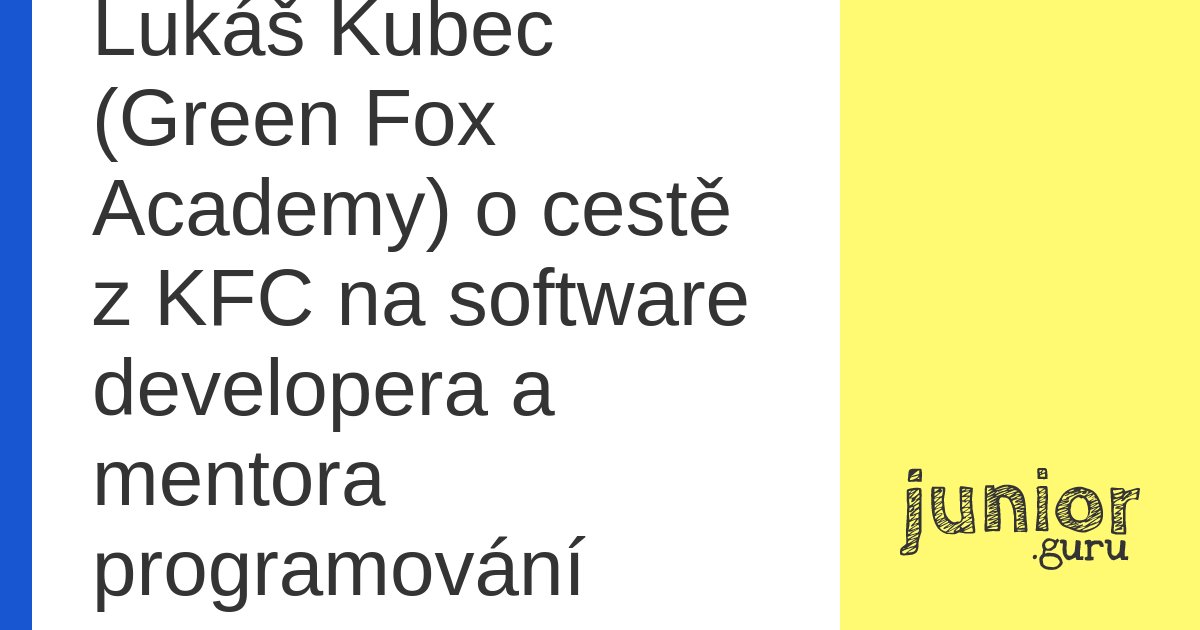 Lukáš Kubec
(Green Fox
Academy) o cestě
z KFC na software
developera a
mentora
programování
junior
.guru